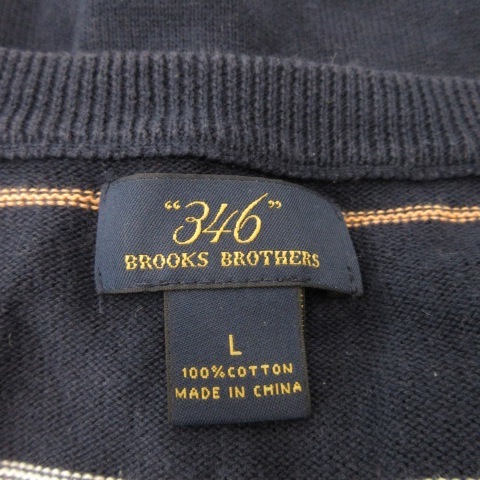 "346"
BROOKS BROTHERS
L
100%COTTON
MADE IN CHINA